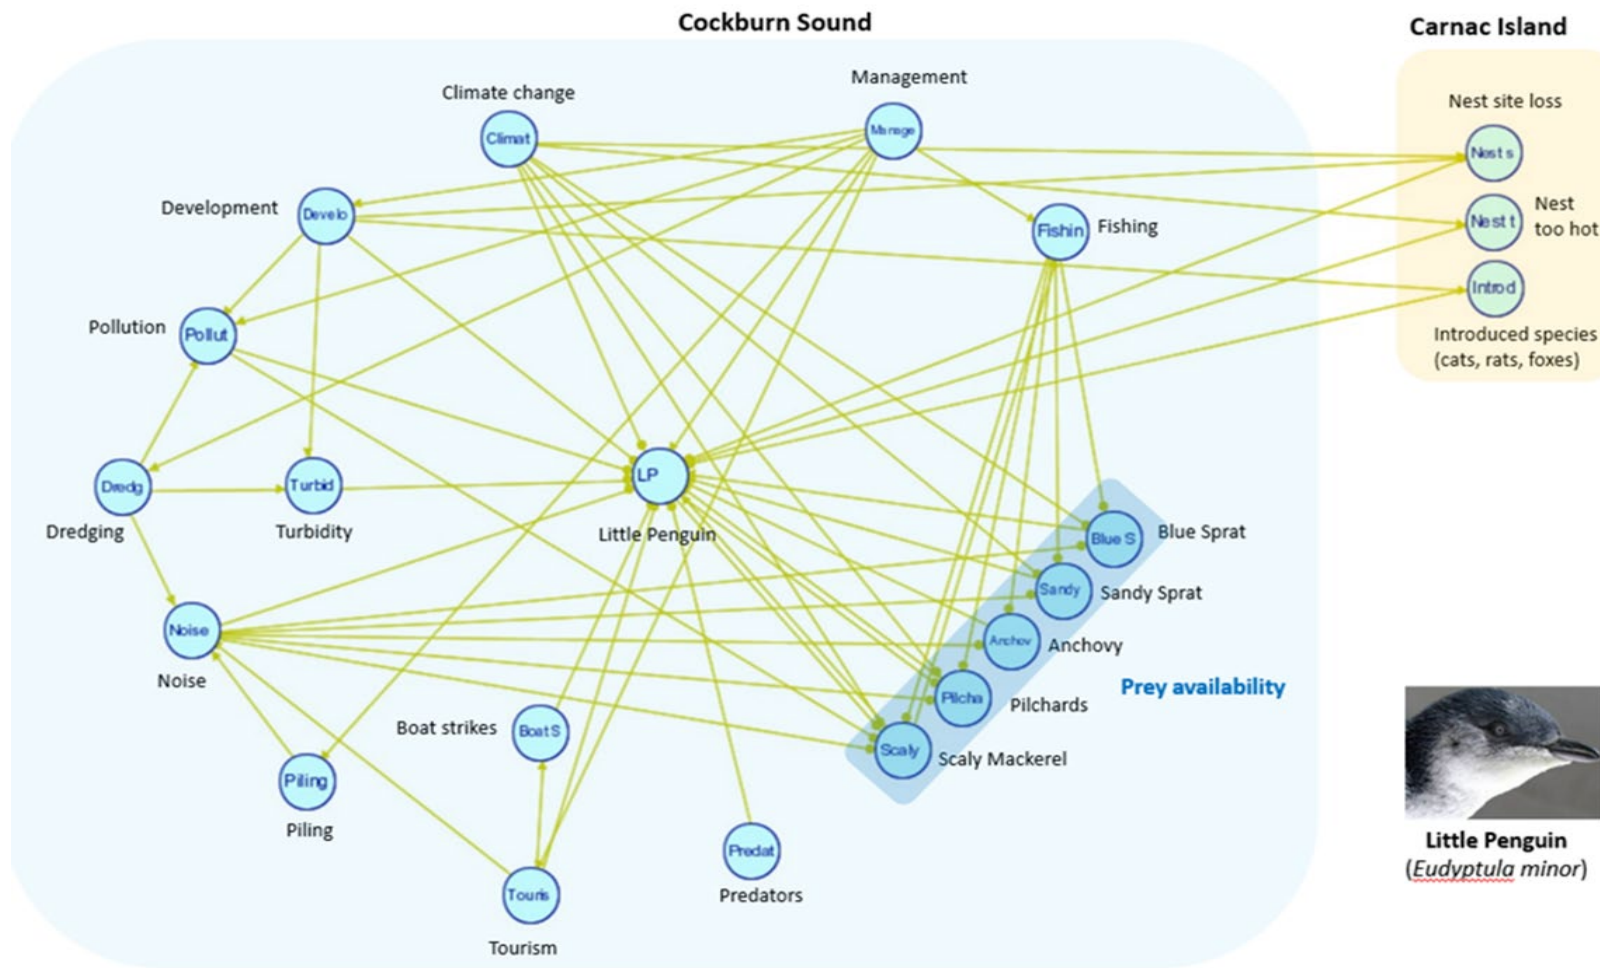 Cockburn Sound
Carnac Island
Climate change
Management
Nest site loss
Climat
Manage
Nest s
Development
Develo
Nest t
Nest
too hot
Fishin
Fishing
Introd
Pollution
Pollut
Introduced species
(cats, rats, foxes)
LP
Dredg
Turbid
Dredging
Turbidity
Little Penguin
Blue S
Blue Sprat
Sandy
Sandy Sprat
Noise
Anchov
Anchovy
Noise
Prey availability
Pilcha
Pilchards
Boat strikes
Boat S
Scaly
Scaly Mackerel
Piling
Piling
Predat
Little Penguin
(Eudyptula minor)
Touris
Predators
Tourism